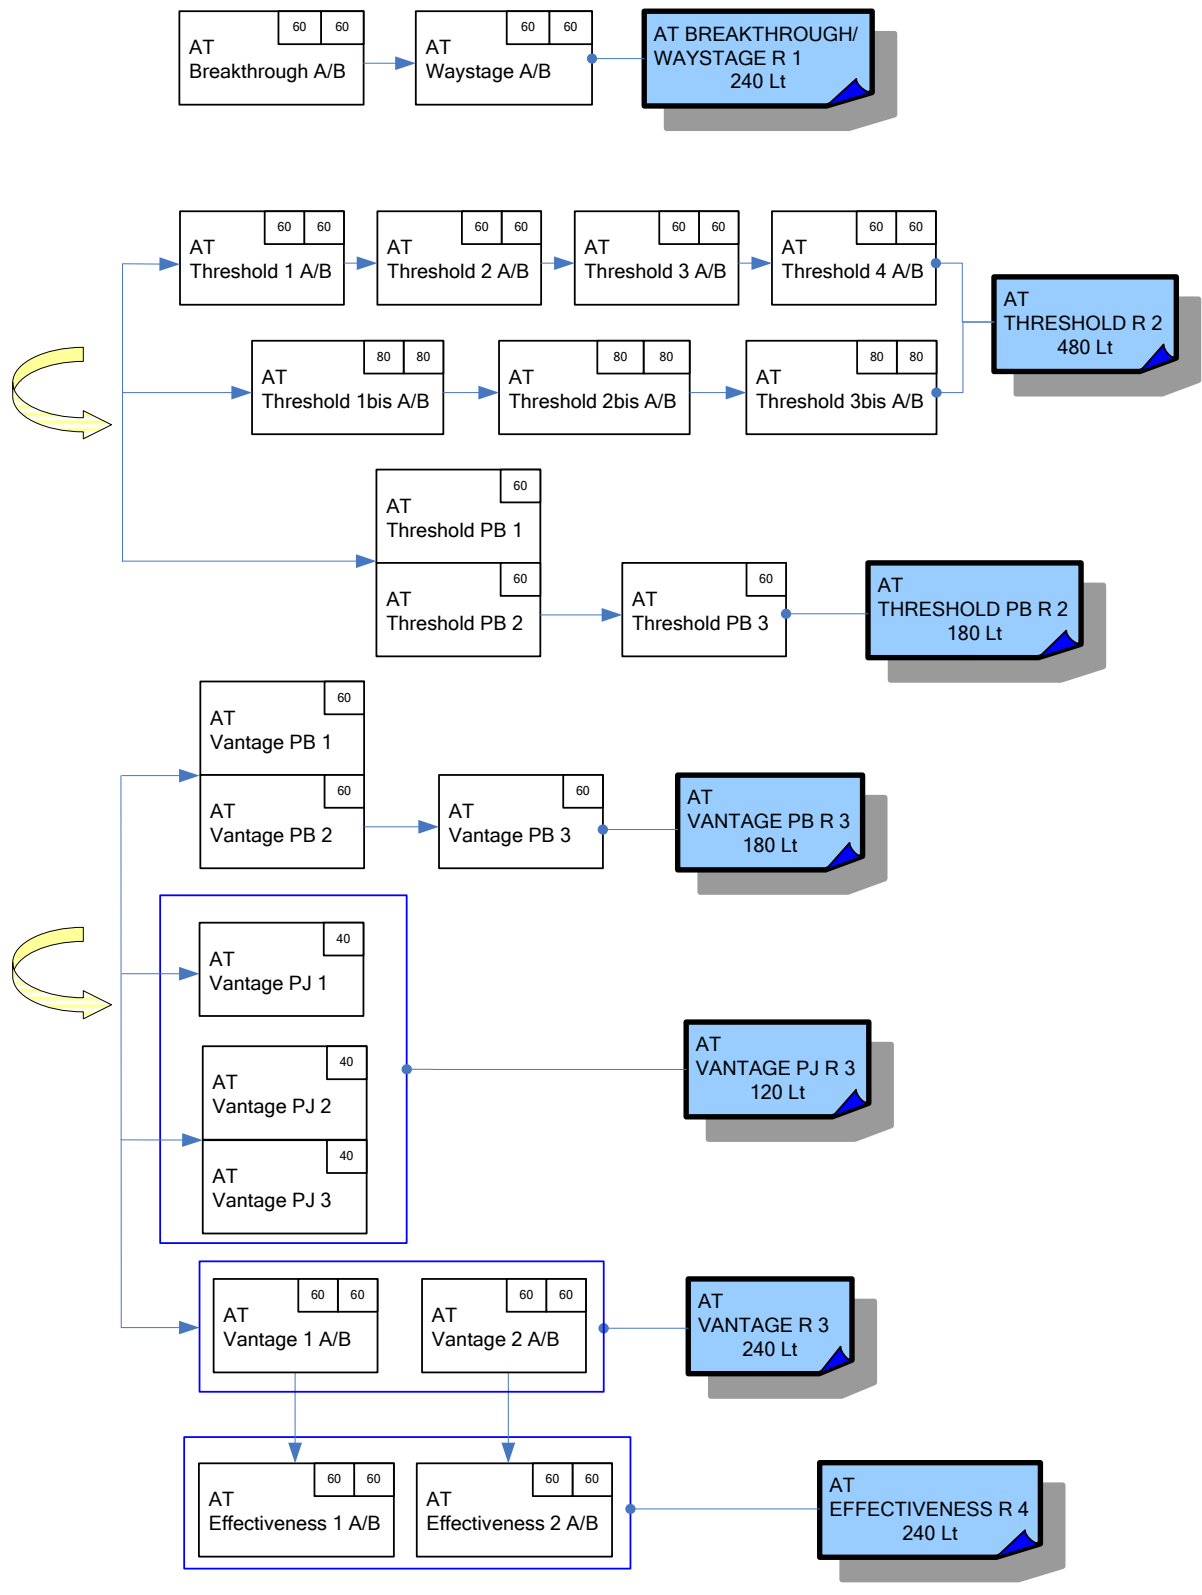 60 60
AT
Breakthrough A/B
60 60
AT
Waystage A/B
AT BREAKTHROUGH/
WAYSTAGE R 1
240 Lt
60 60
AT
Threshold 1 A/B
60 60
AT
Threshold 2 A/B
60 60
AT
Threshold 3 A/B
60 60
AT
Threshold 4 A/B
AT
THRESHOLD R 2
480 Lt
80 80
AT
Threshold 1bis A/B
80 80
AT
Threshold 2bis A/B
80 80
AT
Threshold 3bis A/B
60
AT
Threshold PB 1
60
AT
Threshold PB 2
60
AT
Threshold PB 3
AT
THRESHOLD PB R 2
180 Lt
60
AT
Vantage PB 1
60
AT
Vantage PB 2
60
AT
Vantage PB 3
AT
VANTAGE PB R 3
180 Lt
40
AT
Vantage PJ 1
40
AT
Vantage PJ 2
40
AT
Vantage PJ 3
AT
VANTAGE PJ R 3
120 Lt
60 60
AT
Vantage 1 A/B
60 60
AT
Vantage 2 A/B
AT
VANTAGE R 3
240 Lt
60 60
AT
Effectiveness 1 A/B
60 60
AT
Effectiveness 2 A/B
AT
EFFECTIVENESS R 4
240 Lt